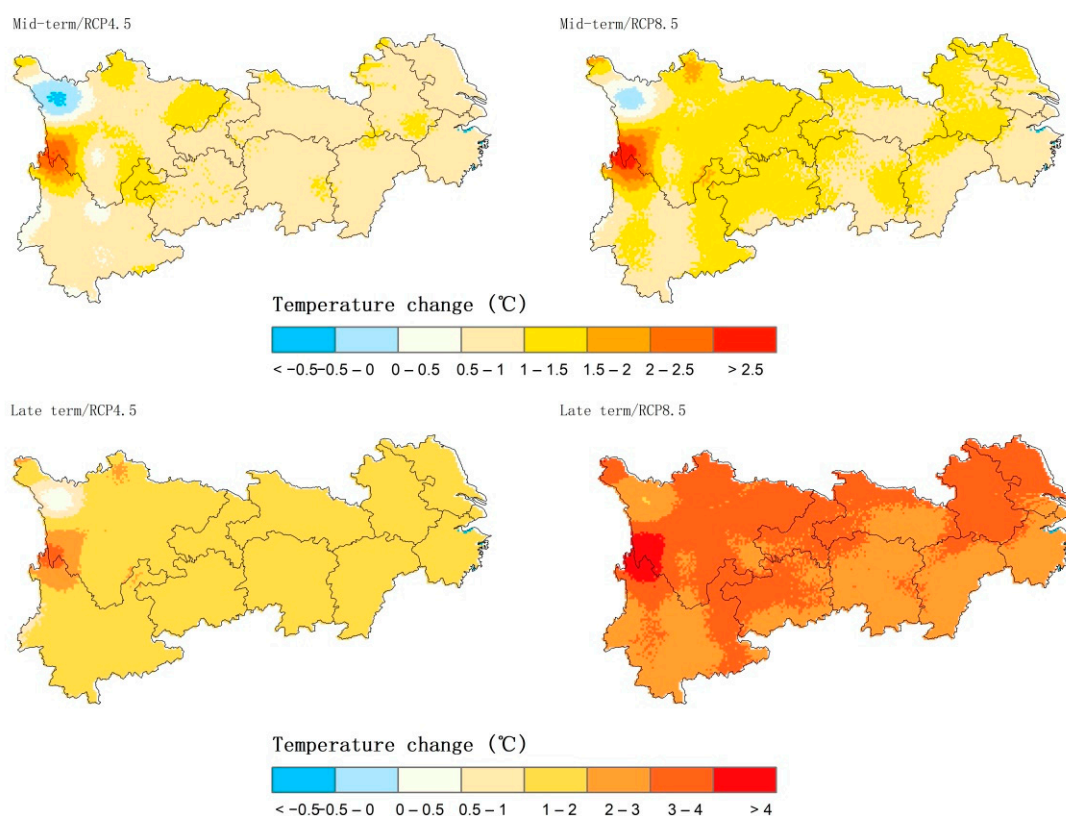 Mid-term/RCP4.5
Mid-term/RCP8.5
Temperature change (℃)
< −0.5 −0.5 – 0 0 – 0.5 0.5 – 1 1 – 1.5 1.5 – 2 2 – 2.5 > 2.5
Late term/RCP4.5
Late term/RCP8.5
Temperature change (℃)
< −0.5 −0.5 – 0 0 – 0.5 0.5 – 1 1 – 2 2 – 3 3 – 4 > 4